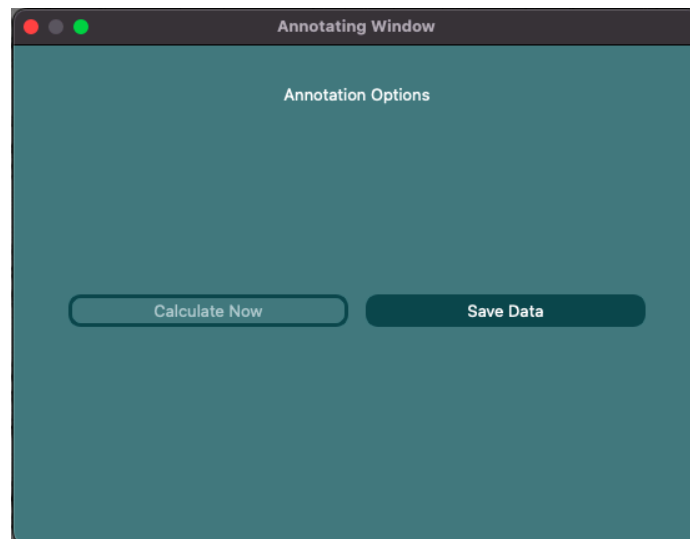 Annotating Window
Annotation Options
Calculate Now
Save Data